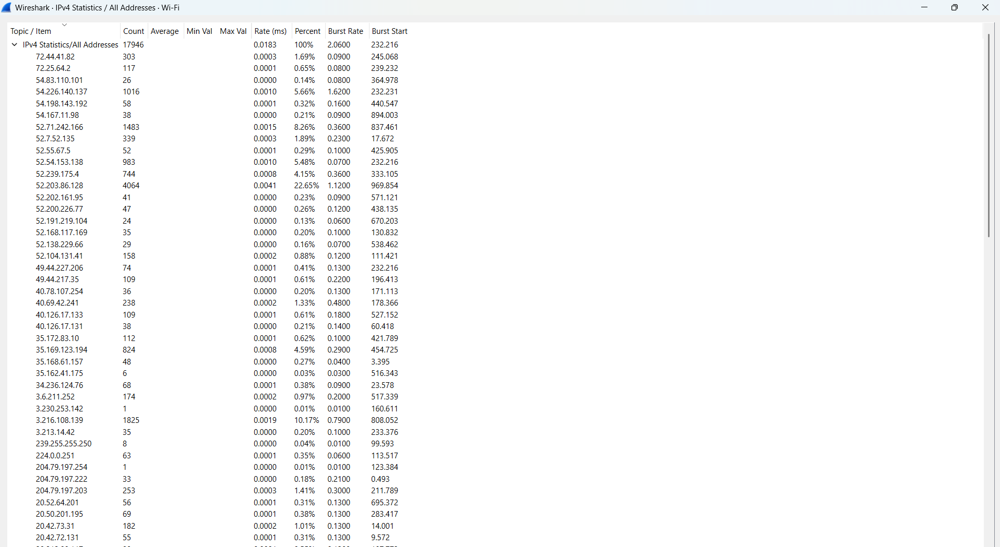 Wireshark · IPv4 Statistics / All Addresses · Wi-Fi
Topic / Item Count Average Min Val Max Val Rate (ms) Percent Burst Rate Burst Start
IPv4 Statistics/All Addresses 17946 0.0183 100% 2.0600 232.216
72.44.41.82 303 0.0003 1.69% 0.0900 245.068
72.25.64.2 117 0.0001 0.65% 0.0800 239.232
54.83.110.101 26 0.0000 0.14% 0.0800 364.978
54.226.140.137 1016 0.0010 5.66% 1.6200 232.231
54.198.143.192 58 0.0001 0.32% 0.1600 440.547
54.167.11.98 38 0.0000 0.21% 0.0900 894.003
52.71.242.166 1483 0.0015 8.26% 0.3600 837.461
52.7.52.135 339 0.0003 1.89% 0.2300 17.672
52.55.67.5 52 0.0001 0.29% 0.1000 425.905
52.54.153.138 983 0.0010 5.48% 0.0700 232.216
52.239.175.4 744 0.0008 4.15% 0.3600 333.105
52.203.86.128 4064 0.0041 22.65% 1.1200 969.854
52.202.161.95 41 0.0000 0.23% 0.0900 571.121
52.200.226.77 47 0.0000 0.26% 0.1200 438.135
52.191.219.104 24 0.0000 0.13% 0.0600 670.203
52.168.117.169 35 0.0000 0.20% 0.1000 130.832
52.138.229.66 29 0.0000 0.16% 0.0700 538.462
52.104.131.41 158 0.0002 0.88% 0.1200 111.421
49.44.227.206 74 0.0001 0.41% 0.1300 232.216
49.44.217.35 109 0.0001 0.61% 0.2200 196.413
40.78.107.254 36 0.0000 0.20% 0.1300 171.113
40.69.42.241 238 0.0002 1.33% 0.4800 178.366
40.126.17.133 109 0.0001 0.61% 0.1800 527.152
40.126.17.131 38 0.0000 0.21% 0.1400 60.418
35.172.83.10 112 0.0001 0.62% 0.1000 421.789
35.169.123.194 824 0.0008 4.59% 0.2900 454.725
35.168.61.157 48 0.0000 0.27% 0.0400 3.395
35.162.41.175 6 0.0000 0.03% 0.0300 516.343
34.236.124.76 68 0.0001 0.38% 0.0900 23.578
3.6.211.252 174 0.0002 0.97% 0.2000 517.339
3.230.253.142 1 0.0000 0.01% 0.0100 160.611
3.216.108.139 1825 0.0019 10.17% 0.7900 808.052
3.213.14.42 35 0.0000 0.20% 0.1000 233.376
239.255.255.250 8 0.0000 0.04% 0.0100 99.593
224.0.0.251 63 0.0001 0.35% 0.0600 113.517
204.79.197.254 1 0.0000 0.01% 0.0100 123.384
204.79.197.222 33 0.0000 0.18% 0.2100 0.493
204.79.197.203 253 0.0003 1.41% 0.3000 211.789
20.52.64.201 56 0.0001 0.31% 0.1300 695.372
20.50.201.195 69 0.0001 0.38% 0.1300 283.417
20.42.73.31 182 0.0002 1.01% 0.1300 14.001
20.42.72.131 55 0.0001 0.31% 0.1300 9.572